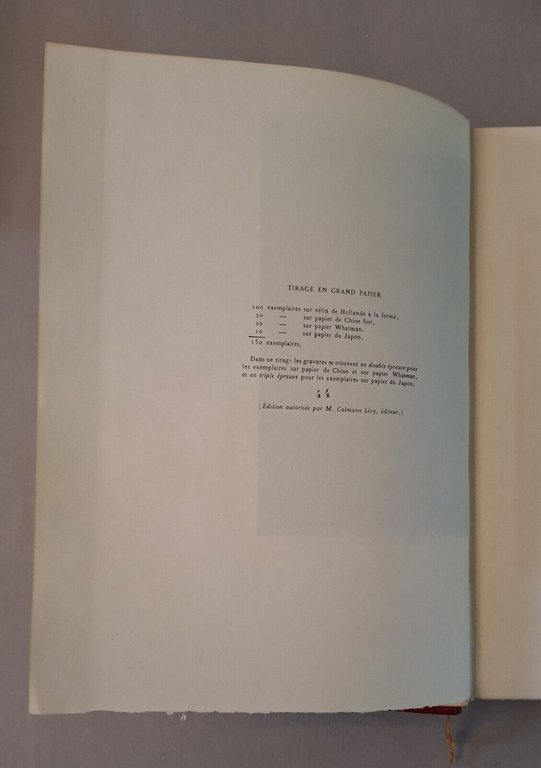 TIRAGE EN GRAND PAPIER
100 exemplaires sur vélin de Hollande à la forme,
20 — sur papier de Chine fort,
20 — sur papier Whatman,
10 — sur papier du Japon,
150 exemplaires.
Dans ce tirage les gravures se trouvent en double épreuve pour
les exemplaires sur papier de Chine et sur papier Whatman,
et en triple épreuve pour les exemplaires sur papier du Japon.
44
(Édition autorisée par M. Calmann Lévy, éditeur.)